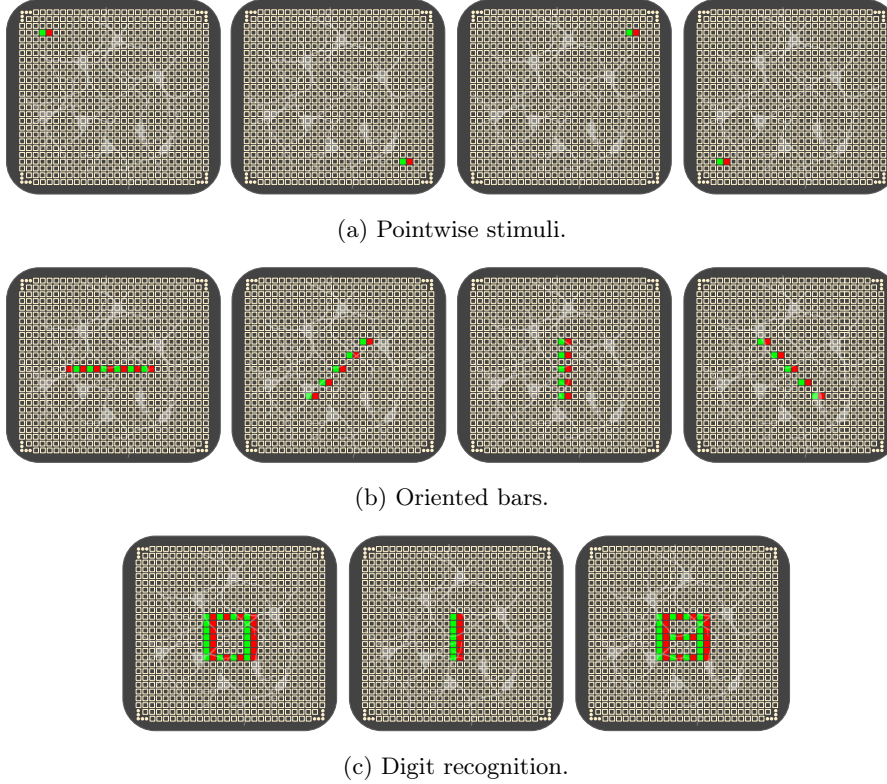 (a) Pointwise stimuli.
(b) Oriented bars.
(c) Digit recognition.